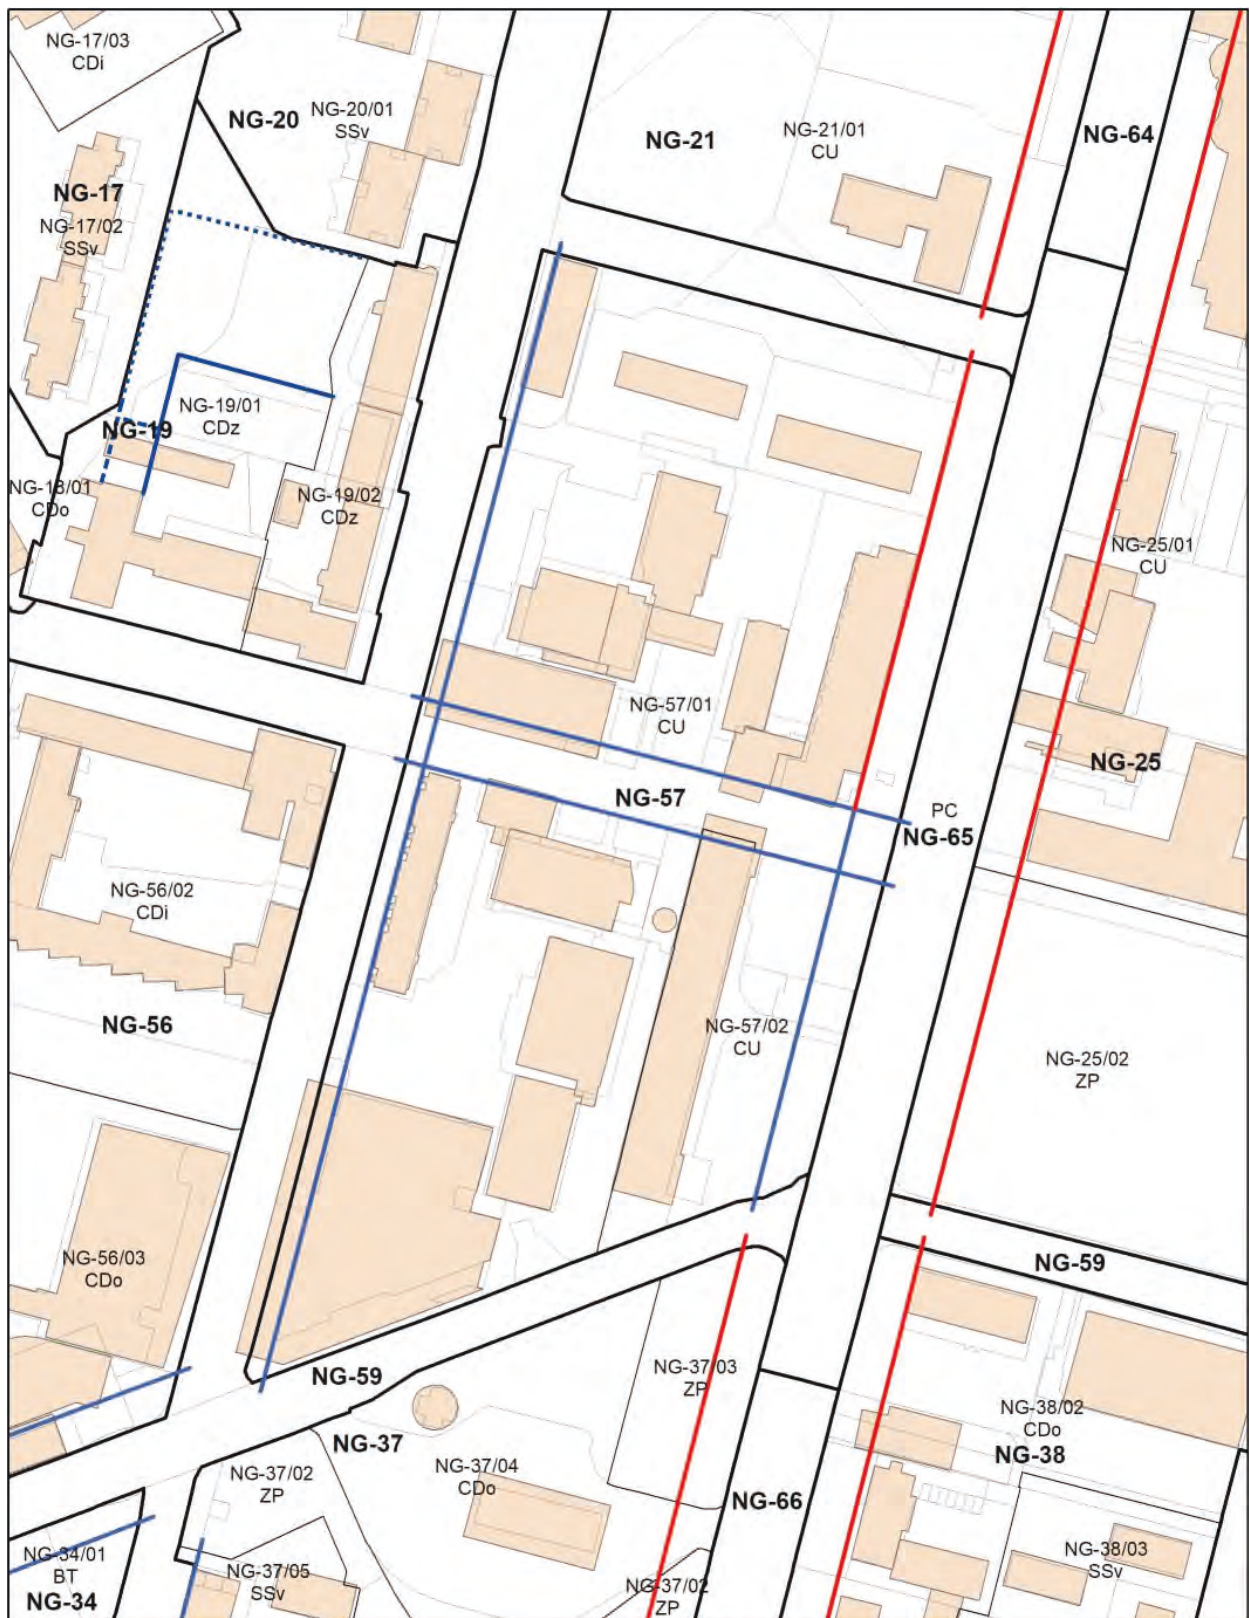 NG-17/03
CDi
NG-20
NG-20/01
SSv
NG-21
NG-21/01
CU
NG-64
NG-17
NG-17/02
SSv
NG-19/01
CDz
NG-19
NG-18/01
CDo
NG-19/02
CDz
NG-25/01
CU
NG-57/01
CU
NG-25
NG-57
PC
NG-65
NG-56/02
CDi
NG-56
NG-57/02
CU
NG-25/02
ZP
NG-56/03
CDo
NG-59
NG-59
NG-37/03
ZP
NG-38/02
CDo
NG-38
NG-37
NG-37/02
ZP
NG-37/04
CDo
NG-66
NG-34/01
BT
NG-34
NG-37/05
SSv
NG-37/02
ZP
NG-38/03
SSv